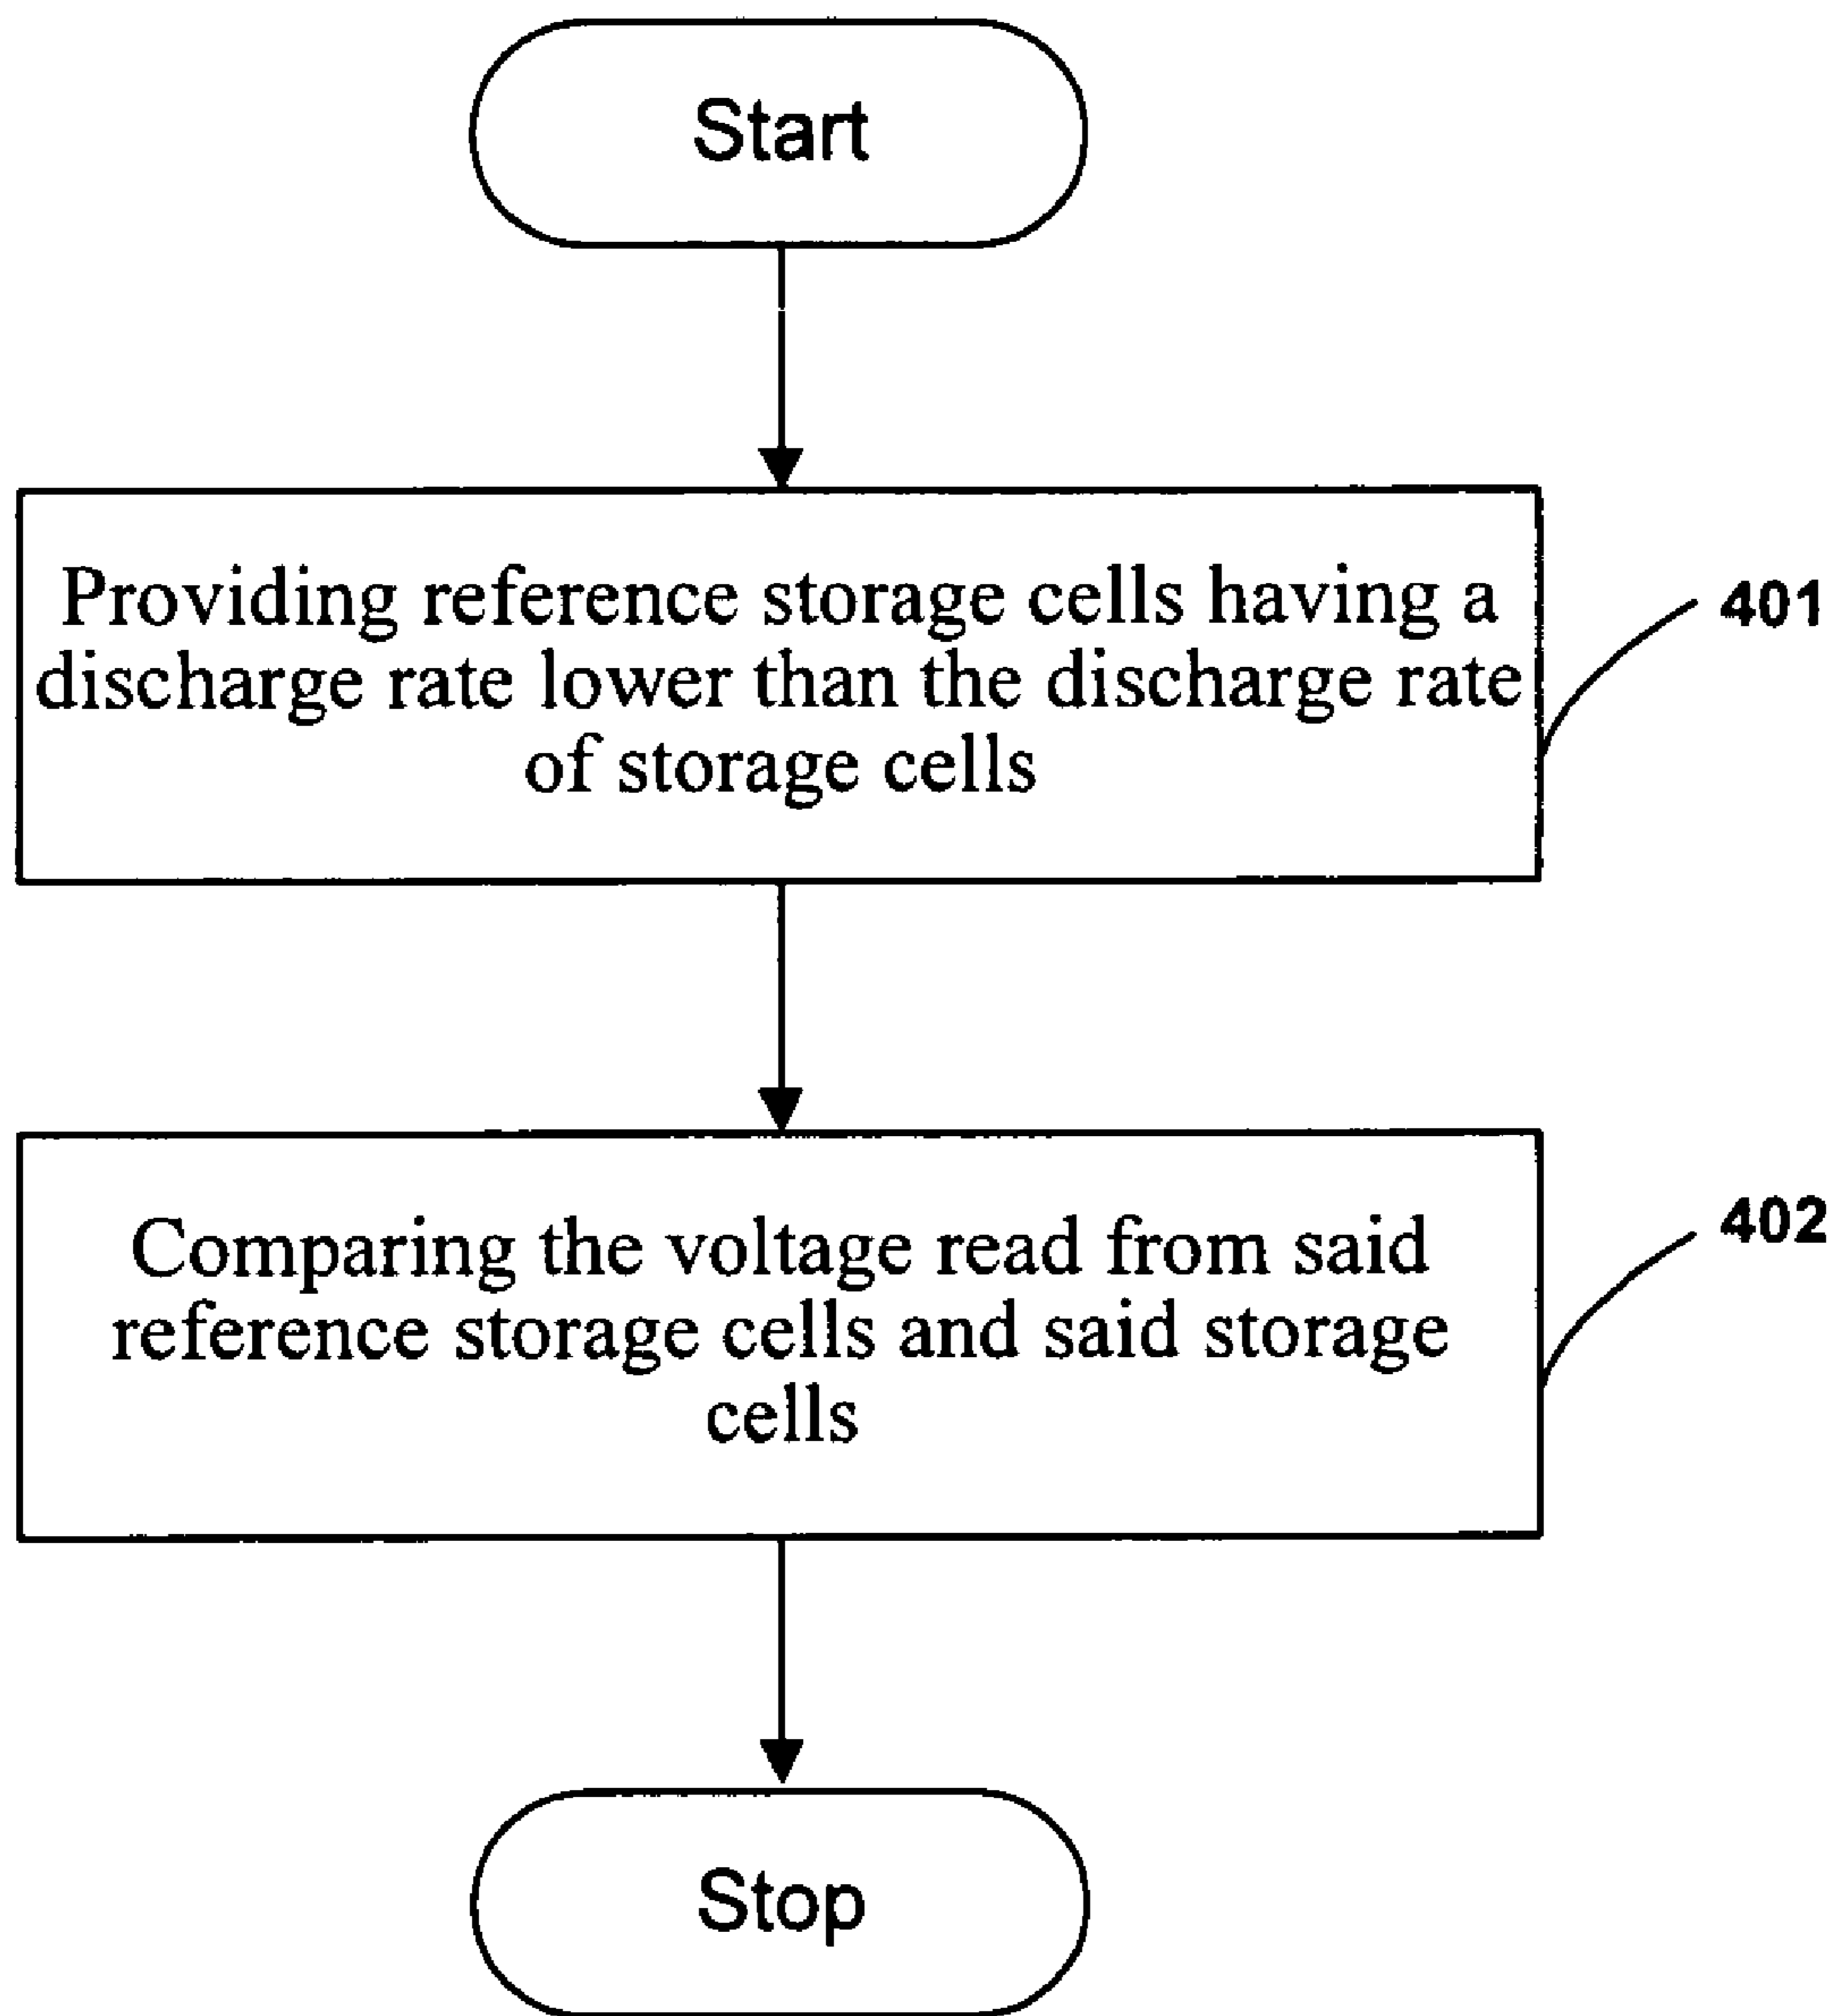 Start
Providing reference storage cells having a
discharge rate lower than the discharge rate
of storage cells
401
Comparing the voltage read from said
reference storage cells and said storage
cells
402
Stop